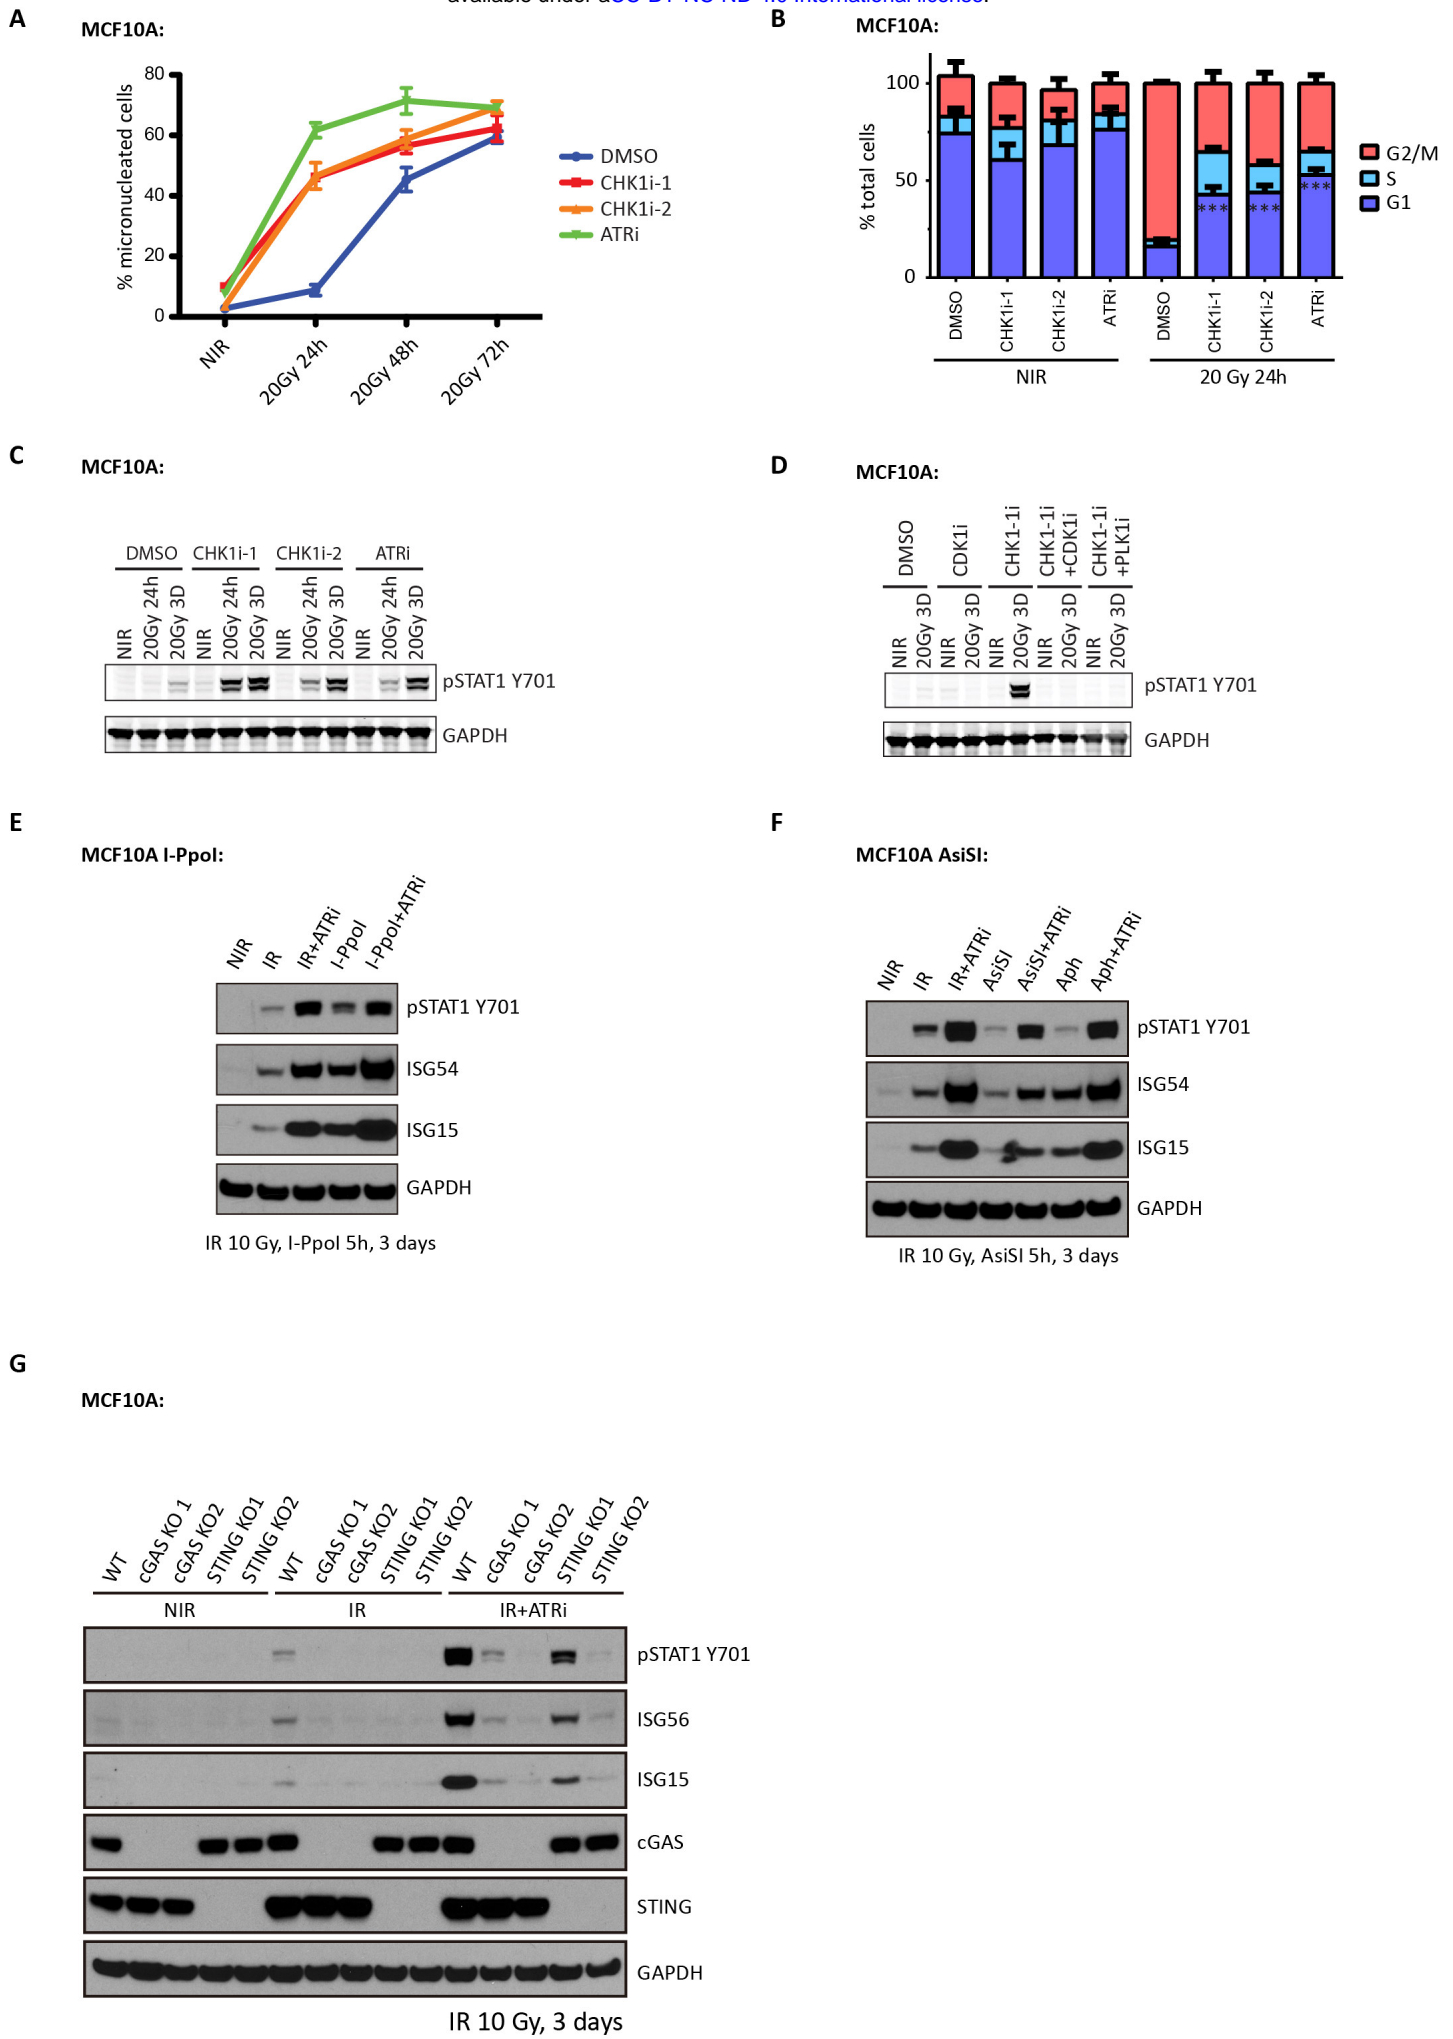 A
MCF10A:
% micronucleated cells
80
60
40
20
0
NIR
20Gy 24h
20Gy 48h
20Gy 72h
DMSO
CHK1i-1
CHK1i-2
ATRi
B
MCF10A:
% total cells
100
50
0
*** *** ***
DMSO
CHK1i-1
CHK1i-2
ATRi
DMSO
CHK1i-1
CHK1i-2
ATRi
NIR
20 Gy 24h
G2/M
S
G1
C
MCF10A:
DMSO CHK1i-1 CHK1i-2 ATRi
NIR
20Gy 24h
20Gy 3D
NIR
20Gy 24h
20Gy 3D
NIR
20Gy 24h
20Gy 3D
NIR
20Gy 24h
20Gy 3D
pSTAT1 Y701
GAPDH
D
MCF10A:
DMSO
CDK1i
CHK1-1i
CHK1-1i
+CDK1i
CHK1-1i
+PLK1i
NIR
20Gy 3D
NIR
20Gy 3D
NIR
20Gy 3D
NIR
20Gy 3D
NIR
20Gy 3D
pSTAT1 Y701
GAPDH
E
MCF10A I-PpoI:
NIR
IR
IR+ATRi
I-PpoI
I-PpoI+ATRi
pSTAT1 Y701
ISG54
ISG15
GAPDH
IR 10 Gy, I-PpoI 5h, 3 days
F
MCF10A AsiSI:
NIR
IR
IR+ATRi
AsiSI
AsiSI+ATRi
Aph
Aph+ATRi
pSTAT1 Y701
ISG54
ISG15
GAPDH
IR 10 Gy, AsiSI 5h, 3 days
G
MCF10A:
WT
cGAS KO 1
cGAS KO2
STING KO1
STING KO2
WT
cGAS KO 1
cGAS KO2
STING KO1
STING KO2
WT
cGAS KO 1
cGAS KO2
STING KO1
STING KO2
NIR IR IR+ATRi
pSTAT1 Y701
ISG56
ISG15
cGAS
STING
GAPDH
IR 10 Gy, 3 days